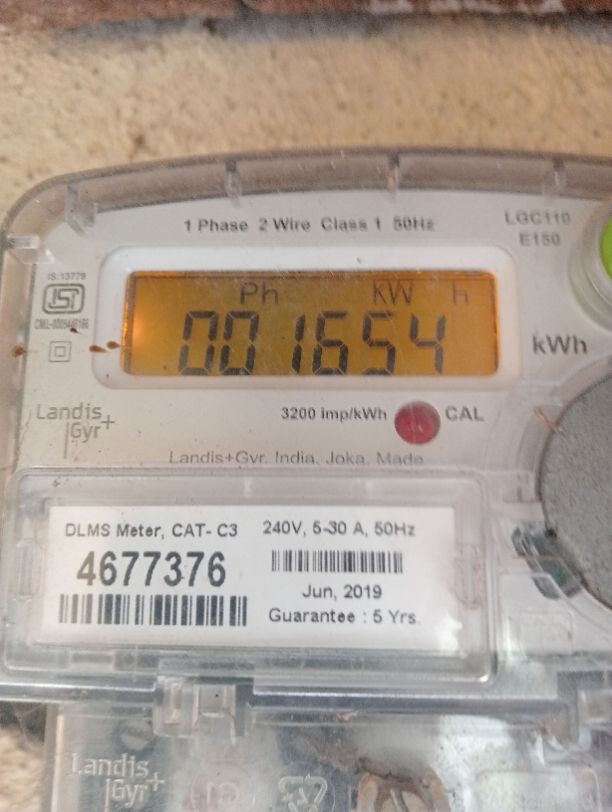 1 Phase 2 Wire Class 1 50Hz
LGC110
E150
IS:13779
Ph KW h
001654
kWh
Landis
Gyr+
3200 imp/kWh
CAL
Landis+Gyr, India, Joka, Made
DLMS Meter, CAT- C3
240V, 5-30 A, 50Hz
4677376
Jun, 2019
Guarantee : 5 Yrs.
Landis
Gyr+